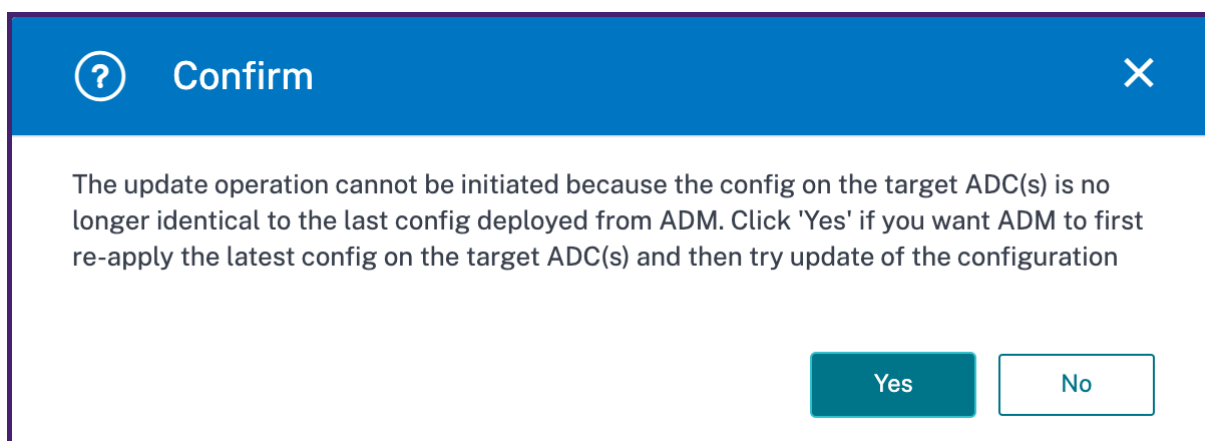 Confirm
The update operation cannot be initiated because the config on the target ADC(s) is no
longer identical to the last config deployed from ADM. Click 'Yes' if you want ADM to first
re-apply the latest config on the target ADC(s) and then try update of the configuration
Yes No